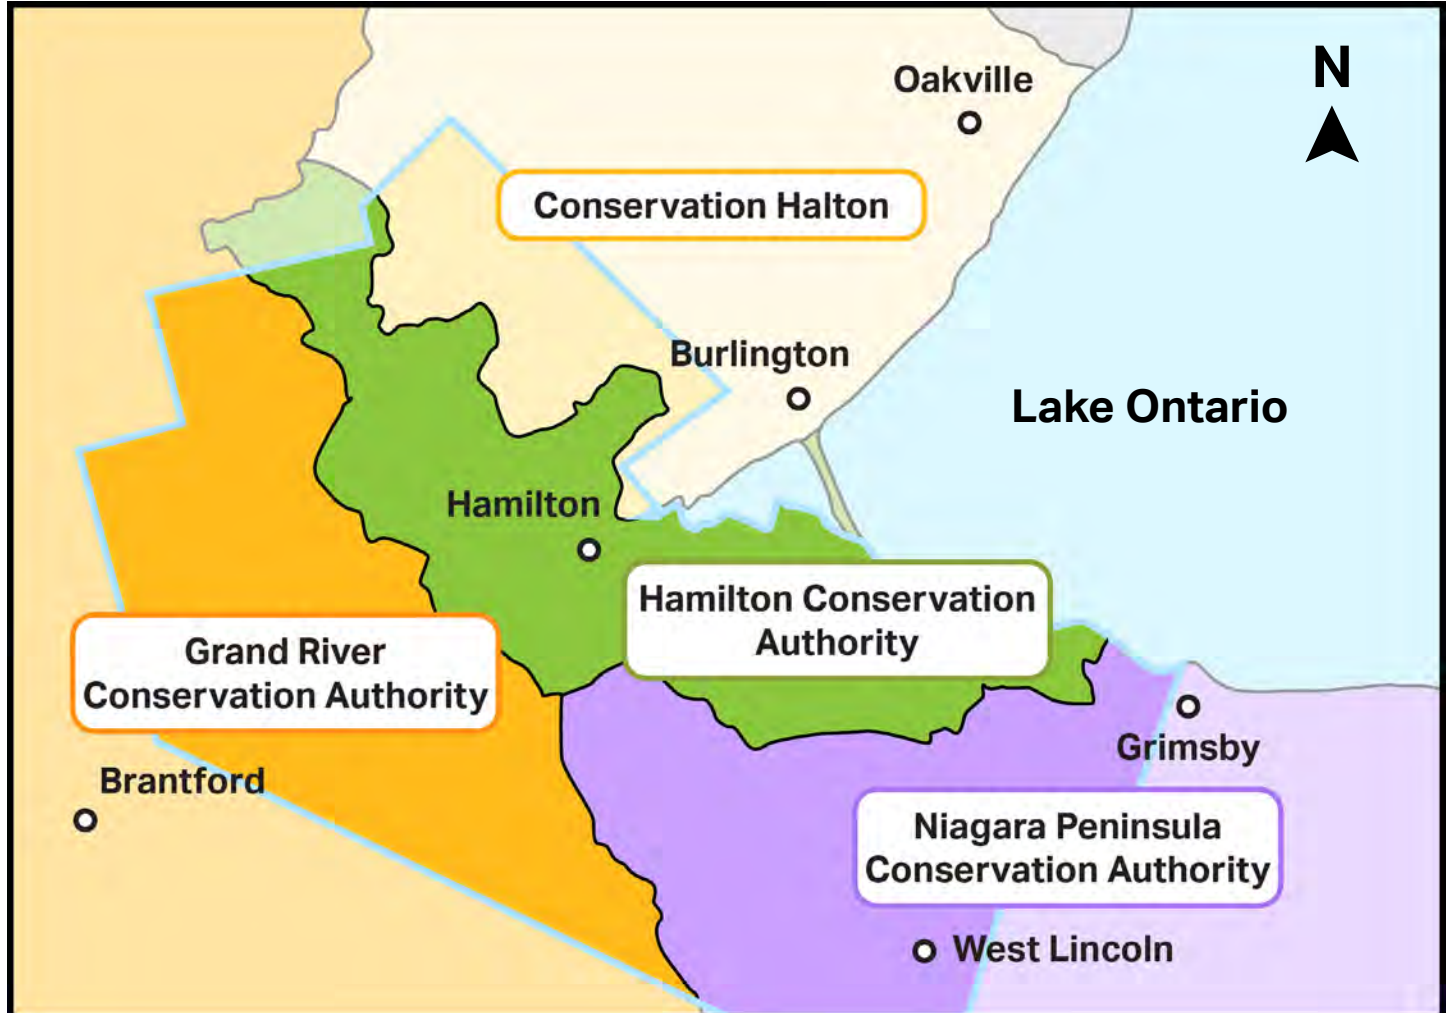 N
Oakville
Conservation Halton
Burlington
Lake Ontario
Hamilton
Hamilton Conservation
Authority
Grand River
Conservation Authority
Grimsby
Brantford
Niagara Peninsula
Conservation Authority
West Lincoln